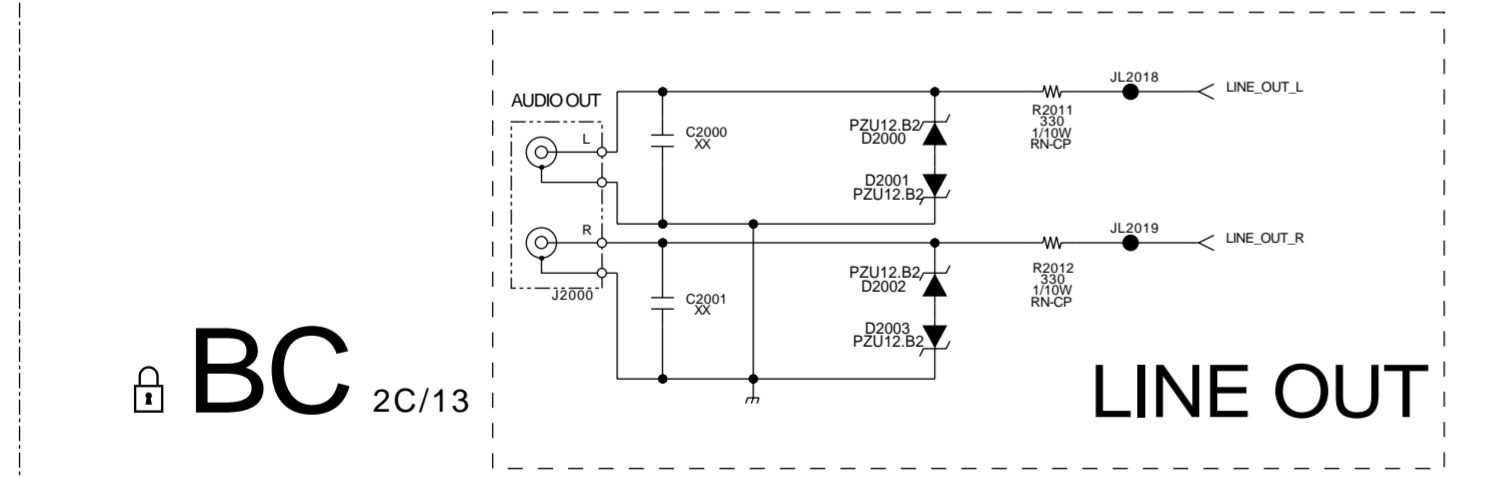 AUDIO OUT
L
R
J2000
C2000
XX
C2001
XX
PZU12.B2
D2000
D2001
PZU12.B2
PZU12.B2
D2002
D2003
PZU12.B2
R2011
330
1/10W
RN-CP
JL2018
LINE_OUT_L
R2012
330
1/10W
RN-CP
JL2019
LINE_OUT_R
BC 2C/13
LINE OUT